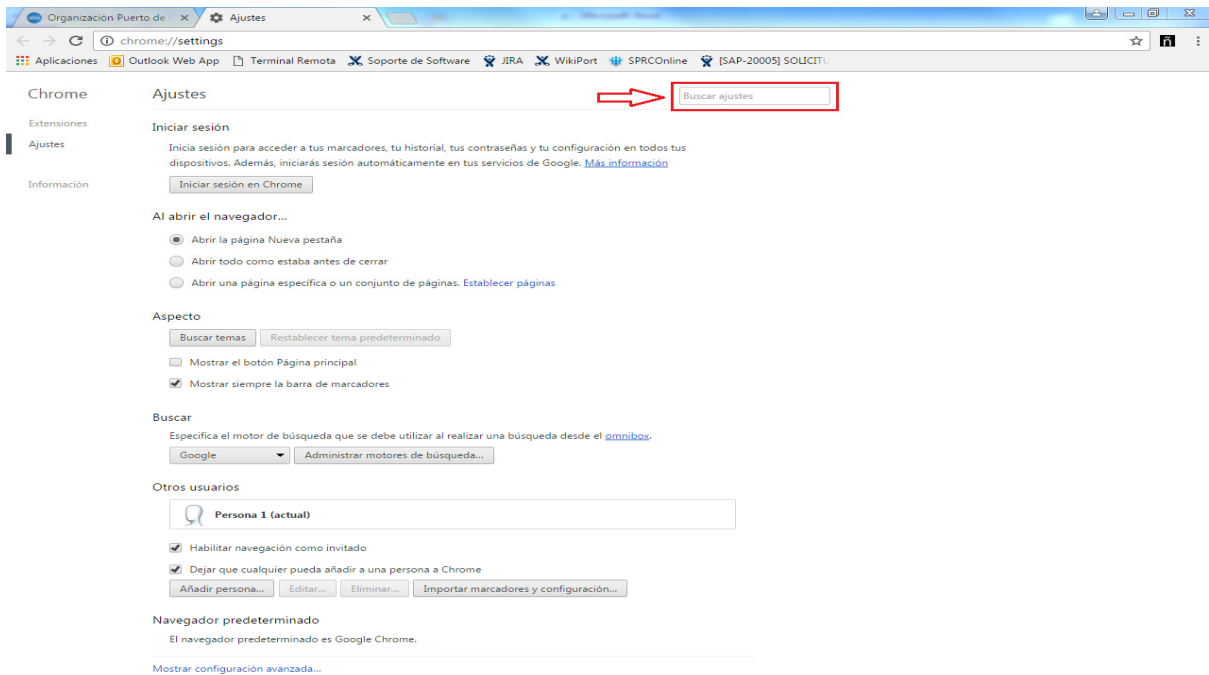 Organización Puerto de
Ajustes
chrome://settings
Aplicaciones Outlook Web App Terminal Remota Soporte de Software JIRA WikiPort SPRCOnline [SAP-20005] SOLICITU
Chrome
Extensiones
Ajustes
Información
Ajustes
Buscar ajustes
Iniciar sesión
Inicia sesión para acceder a tus marcadores, tu historial, tus contraseñas y tu configuración en todos tus
dispositivos. Además, iniciarás sesión automáticamente en tus servicios de Google. Más información
Iniciar sesión en Chrome
Al abrir el navegador...
Abrir la página Nueva pestaña
Abrir todo como estaba antes de cerrar
Abrir una página específica o un conjunto de páginas. Establecer páginas
Aspecto
Buscar temas Restablecer tema predeterminado
Mostrar el botón Página principal
Mostrar siempre la barra de marcadores
Buscar
Especifica el motor de búsqueda que se debe utilizar al realizar una búsqueda desde el omnibox.
Google Administrar motores de búsqueda...
Otros usuarios
Persona 1 (actual)
Habilitar navegación como invitado
Dejar que cualquier pueda añadir a una persona a Chrome
Añadir persona... Editar... Eliminar... Importar marcadores y configuración...
Navegador predeterminado
El navegador predeterminado es Google Chrome.
Mostrar configuración avanzada...